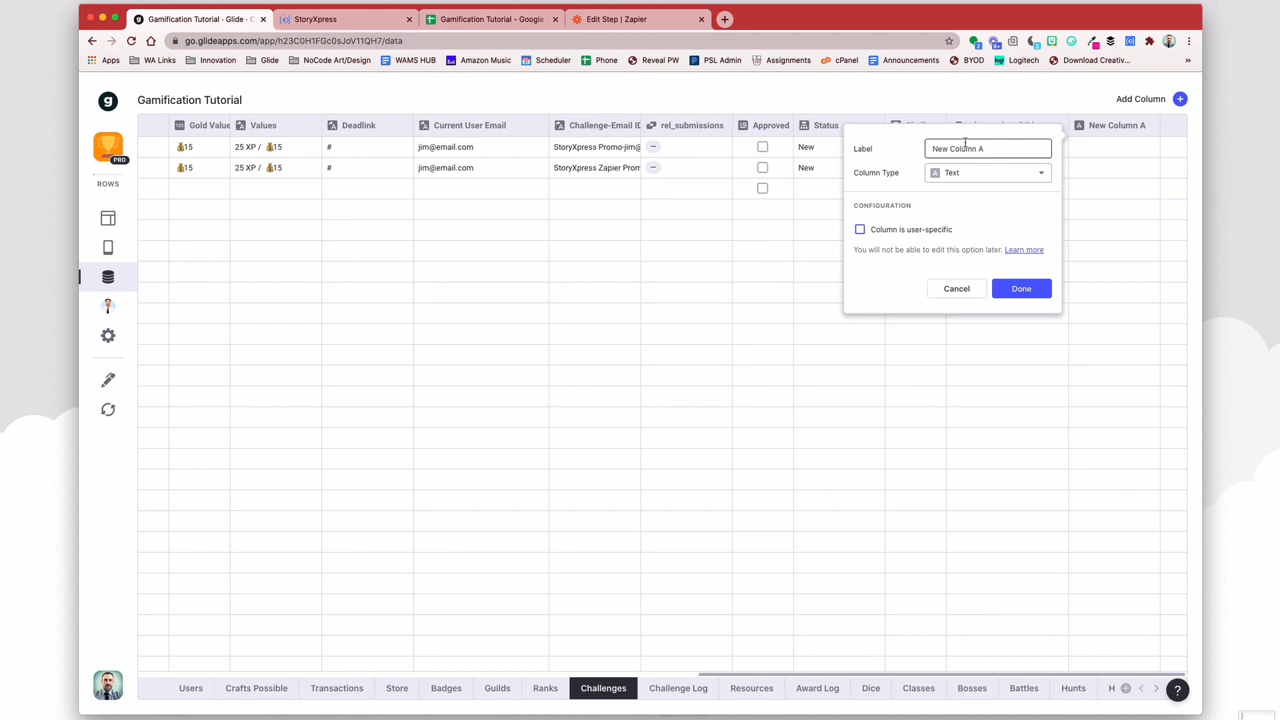 Gamification Tutorial · Glide · C
StoryXpress
Gamification Tutorial - Google
Edit Step | Zapier
go.glideapps.com/app/h23C0H1FGc0sJoV11QH7/data
Apps WA Links Innovation Glide NoCode Art/Design WAMS HUB Amazon Music Scheduler Phone Reveal PW PSL Admin Assignments cPanel Announcements BYOD Logitech Download Creativ... »
Gamification Tutorial
Add Column
PRO
ROWS
Gold Value Values Deadlink Current User Email Challenge-Email ID rel_submissions Approved Status New Column A
15 25 XP / 15 # jim@email.com StoryXpress Promo-jim@ New
15 25 XP / 15 # jim@email.com StoryXpress Zapier Prom New
Label New Column A
Column Type Text
CONFIGURATION
Column is user-specific
You will not be able to edit this option later. Learn more
Cancel Done
Users Crafts Possible Transactions Store Badges Guilds Ranks Challenges Challenge Log Resources Award Log Dice Classes Bosses Battles Hunts H
?